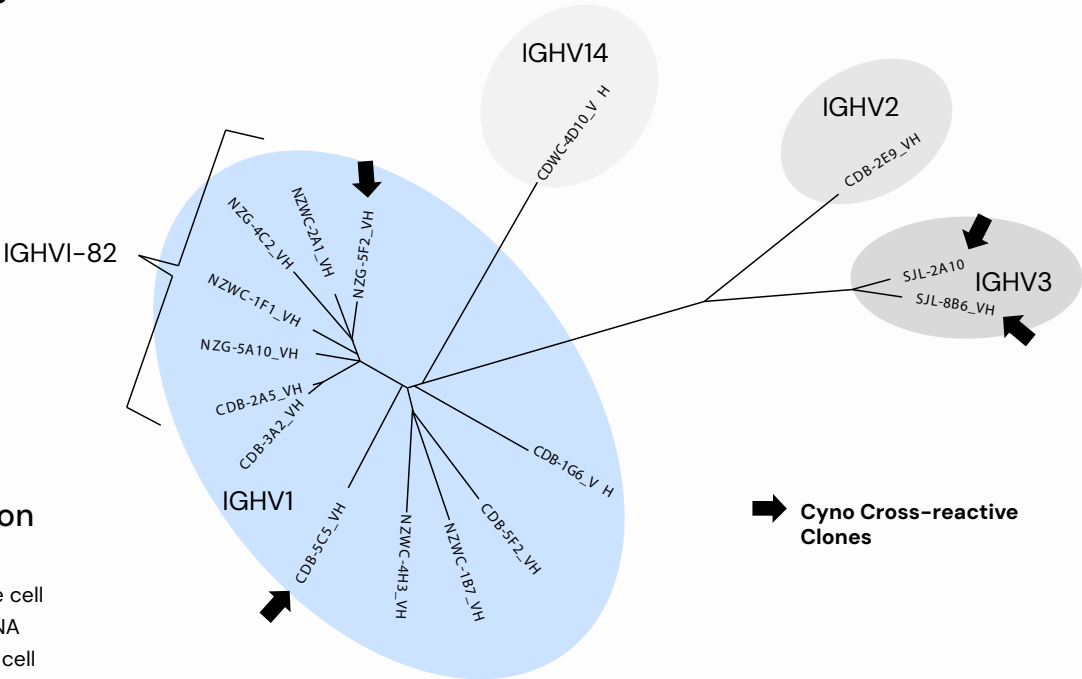 IGHV14
CDWC-4D10_V H
IGHV2
CDB-2E9_VH
IGHVI-82
NZG-4C2_VH
NZWC-2A1_VH
NZG-5F2_VH
NZWC-1F1_VH
NZG-5A10_VH
CDB-2A5_VH
CDB-3A2_VH
SJL-2A10
IGHV3
SJL-8B6_VH
IGHV1
CDB-5C5_VH
NZWC-4H3_VH
NZWC-1B7_VH
CDB-5F2_VH
CDB-1G6_V H
Cyno Cross-reactive
Clones
on
cell
NA
cell